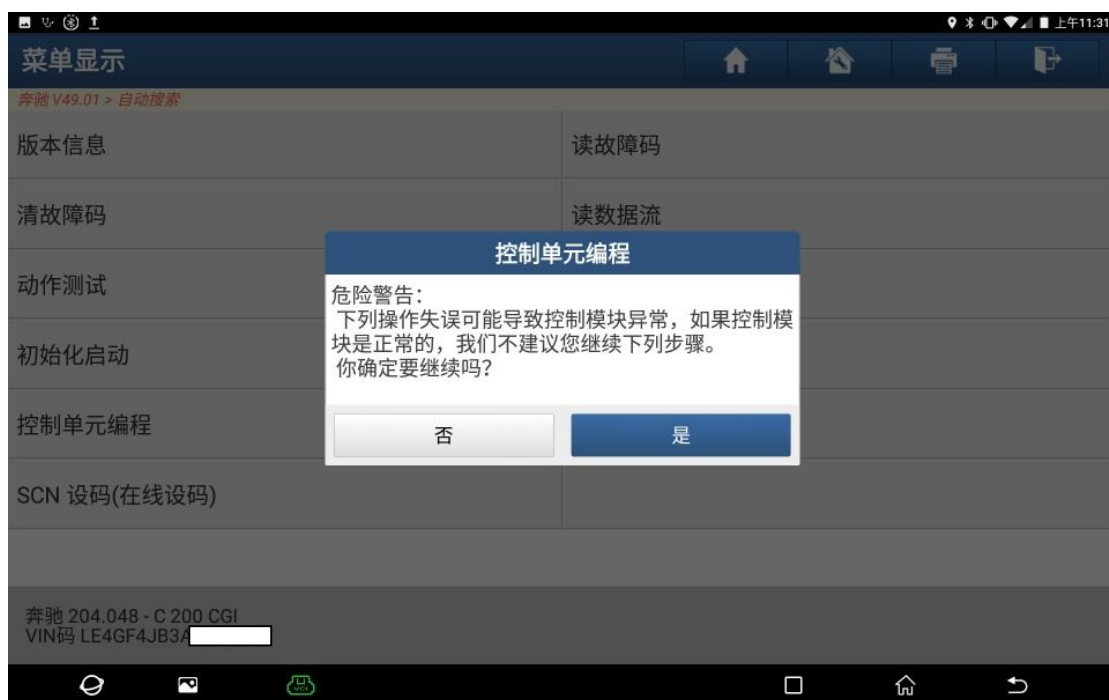 上午11:31
菜单显示
奔驰 V49.01 > 自动搜索
版本信息
读故障码
清故障码
读数据流
动作测试
初始化启动
控制单元编程
SCN 设码(在线设码)
控制单元编程
危险警告：
下列操作失误可能导致控制模块异常，如果控制模
块是正常的，我们不建议您继续下列步骤。
你确定要继续吗？
否
是
奔驰 204.048 - C 200 CGI
VIN码 LE4GF4JB3A
VCI